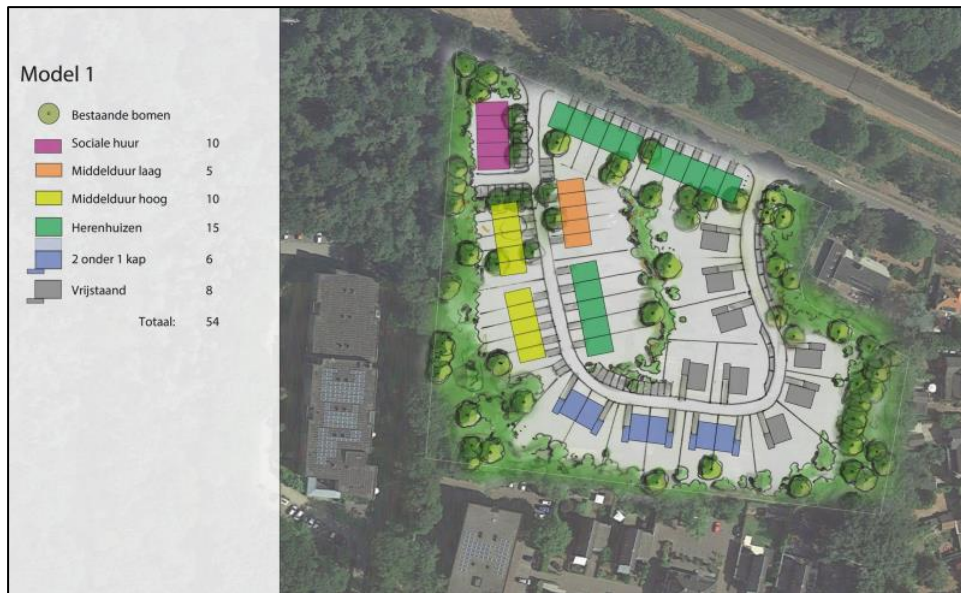 Model 1
Bestaande bomen
Sociale huur 10
Middelduur laag 5
Middelduur hoog 10
Herenhuizen 15
2 onder 1 kap 6
Vrijstaand 8
Totaal: 54